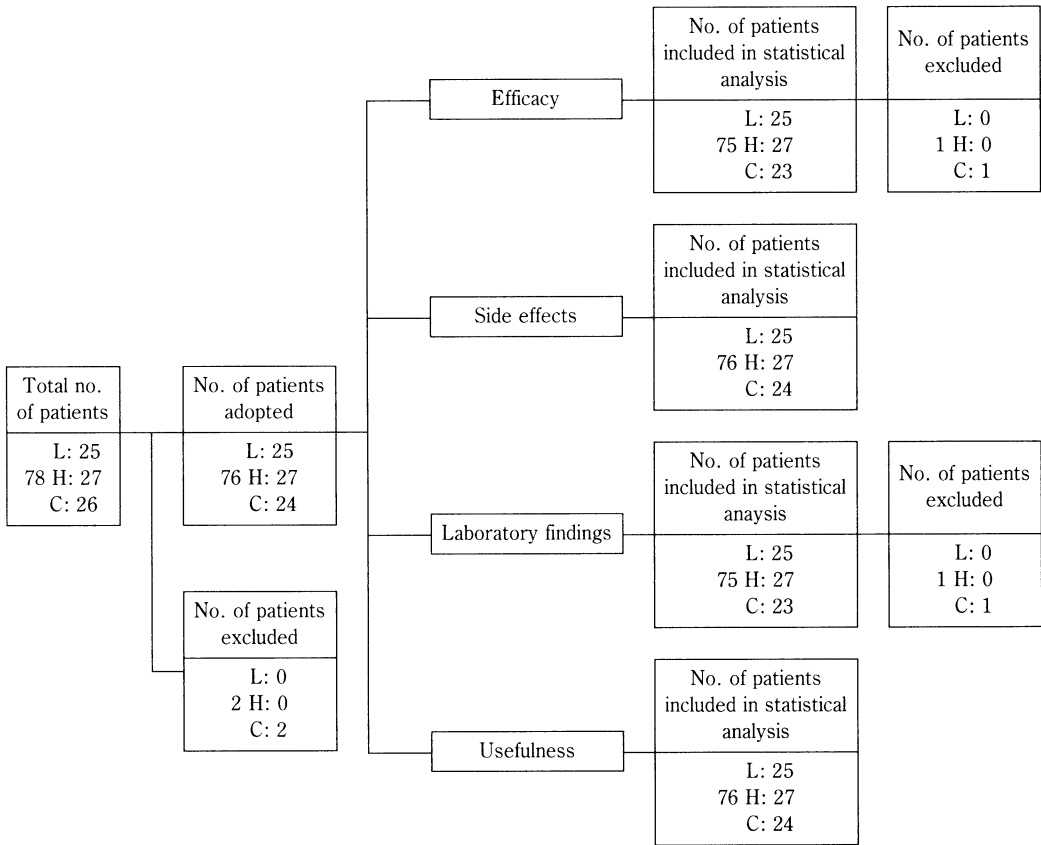 Total no.
of patients
L: 25
78 H: 27
C: 26
No. of patients
adopted
L: 25
76 H: 27
C: 24
No. of patients
excluded
L: 0
2 H: 0
C: 2
Efficacy
No. of patients
included in statistical
analysis
L: 25
75 H: 27
C: 23
No. of patients
excluded
L: 0
1 H: 0
C: 1
Side effects
No. of patients
included in statistical
analysis
L: 25
76 H: 27
C: 24
Laboratory findings
No. of patients
included in statistical
anaysis
L: 25
75 H: 27
C: 23
No. of patients
excluded
L: 0
1 H: 0
C: 1
Usefulness
No. of patients
included in statistical
analysis
L: 25
76 H: 27
C: 24